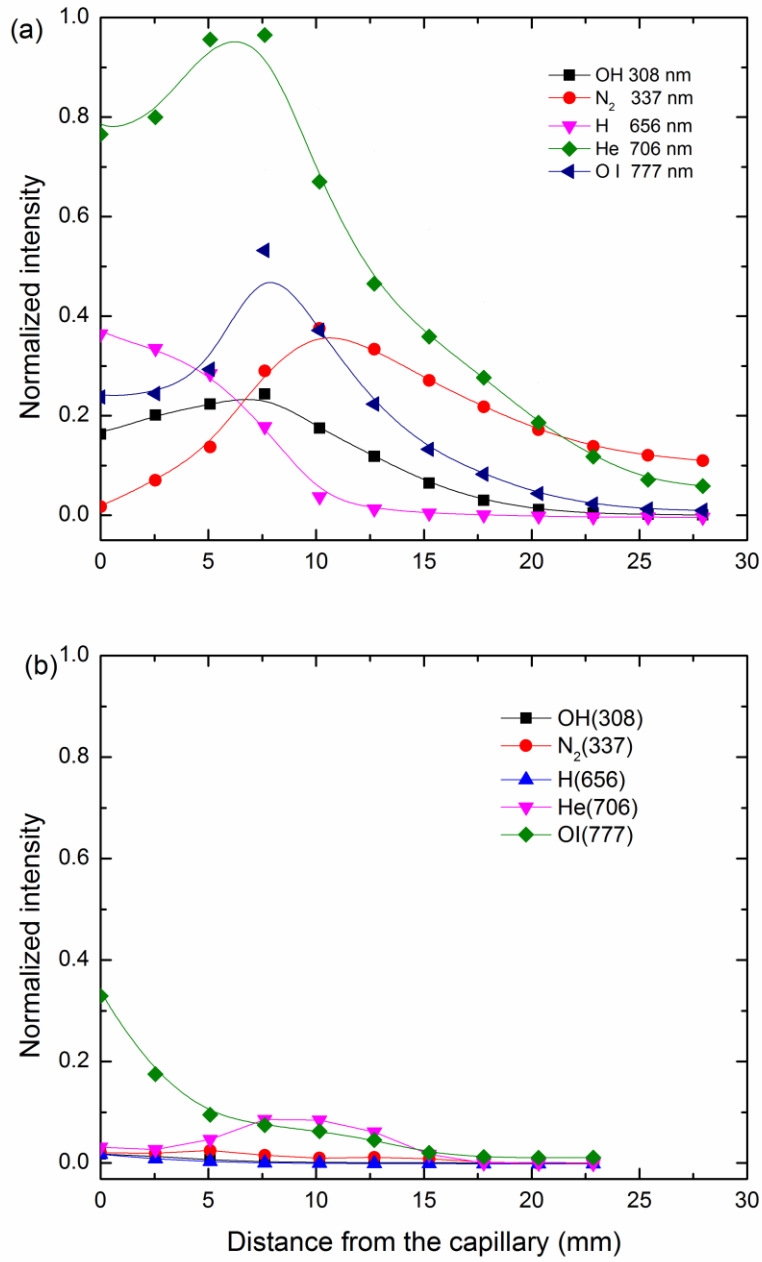 (a)
1.0
0.8
0.6
0.4
0.2
0.0
Normalized intensity
OH 308 nm
N₂ 337 nm
H 656 nm
He 706 nm
O I 777 nm
0 5 10 15 20 25 30
(b)
1.0
0.8
0.6
0.4
0.2
0.0
Normalized intensity
OH(308)
N₂(337)
H(656)
He(706)
OI(777)
0 5 10 15 20 25 30
Distance from the capillary (mm)